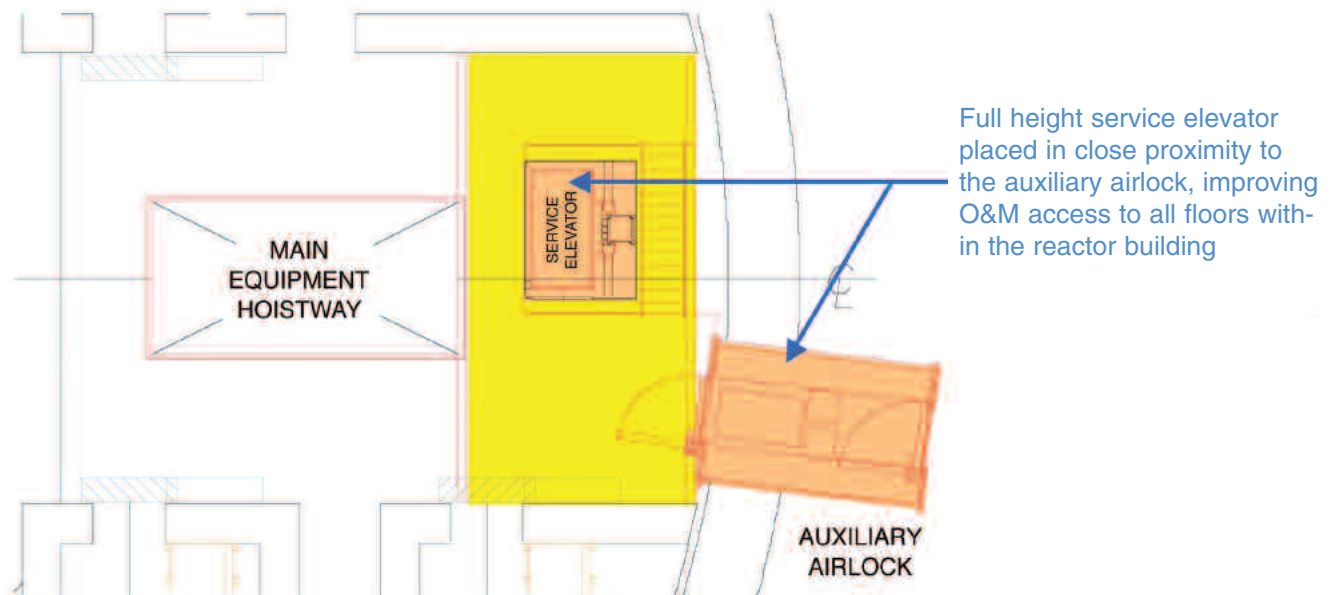 Full height service elevator
placed in close proximity to
the auxiliary airlock, improving
O&M access to all floors with-
in the reactor building
SERVICE
ELEVATOR
MAIN
EQUIPMENT
HOISTWAY
AUXILIARY
AIRLOCK